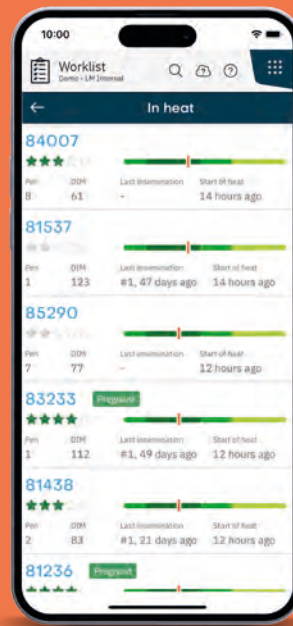 10:00
Worklist
Demo - LM Internal
In heat
84007
Pen DIM Last insemination Start of heat
8 61 - 14 hours ago
81537
Pen DIM Last insemination Start of heat
1 123 #1, 47 days ago 14 hours ago
85290
Pen DIM Last insemination Start of heat
7 77 - 12 hours ago
83233 Pregnant
Pen DIM Last insemination Start of heat
1 112 #1, 49 days ago 12 hours ago
81438
Pen DIM Last insemination Start of heat
2 83 #1, 21 days ago 12 hours ago
81236 Pregnant